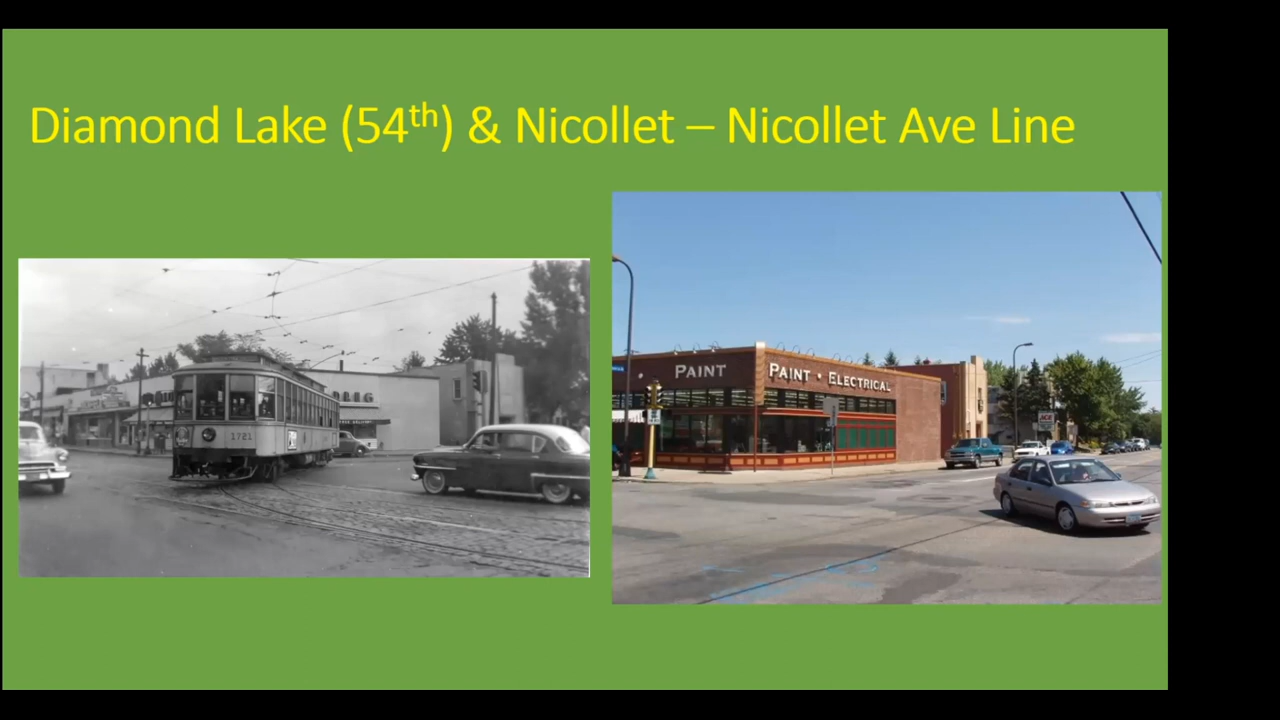 Diamond Lake (54th) & Nicollet – Nicollet Ave Line
1721
PAINT
PAINT • ELECTRICAL
ACE